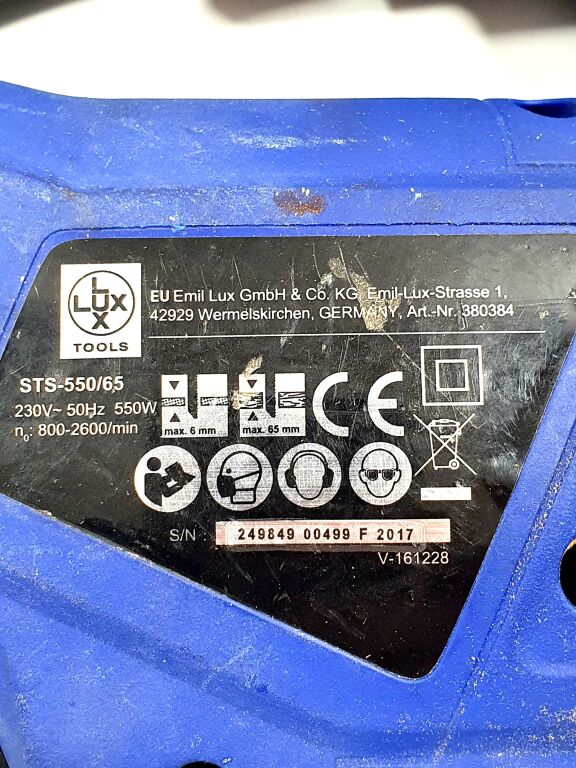 LUX
LUX
TOOLS
EU Emil Lux GmbH & Co. KG, Emil-Lux-Strasse 1,
42929 Wermelskirchen, GERMANY, Art.-Nr. 380384
STS-550/65
230V~ 50Hz 550W
n₀: 800-2600/min
max. 6 mm
max. 65 mm
CE
S/N : 249849 00499 F 2017
V-161228